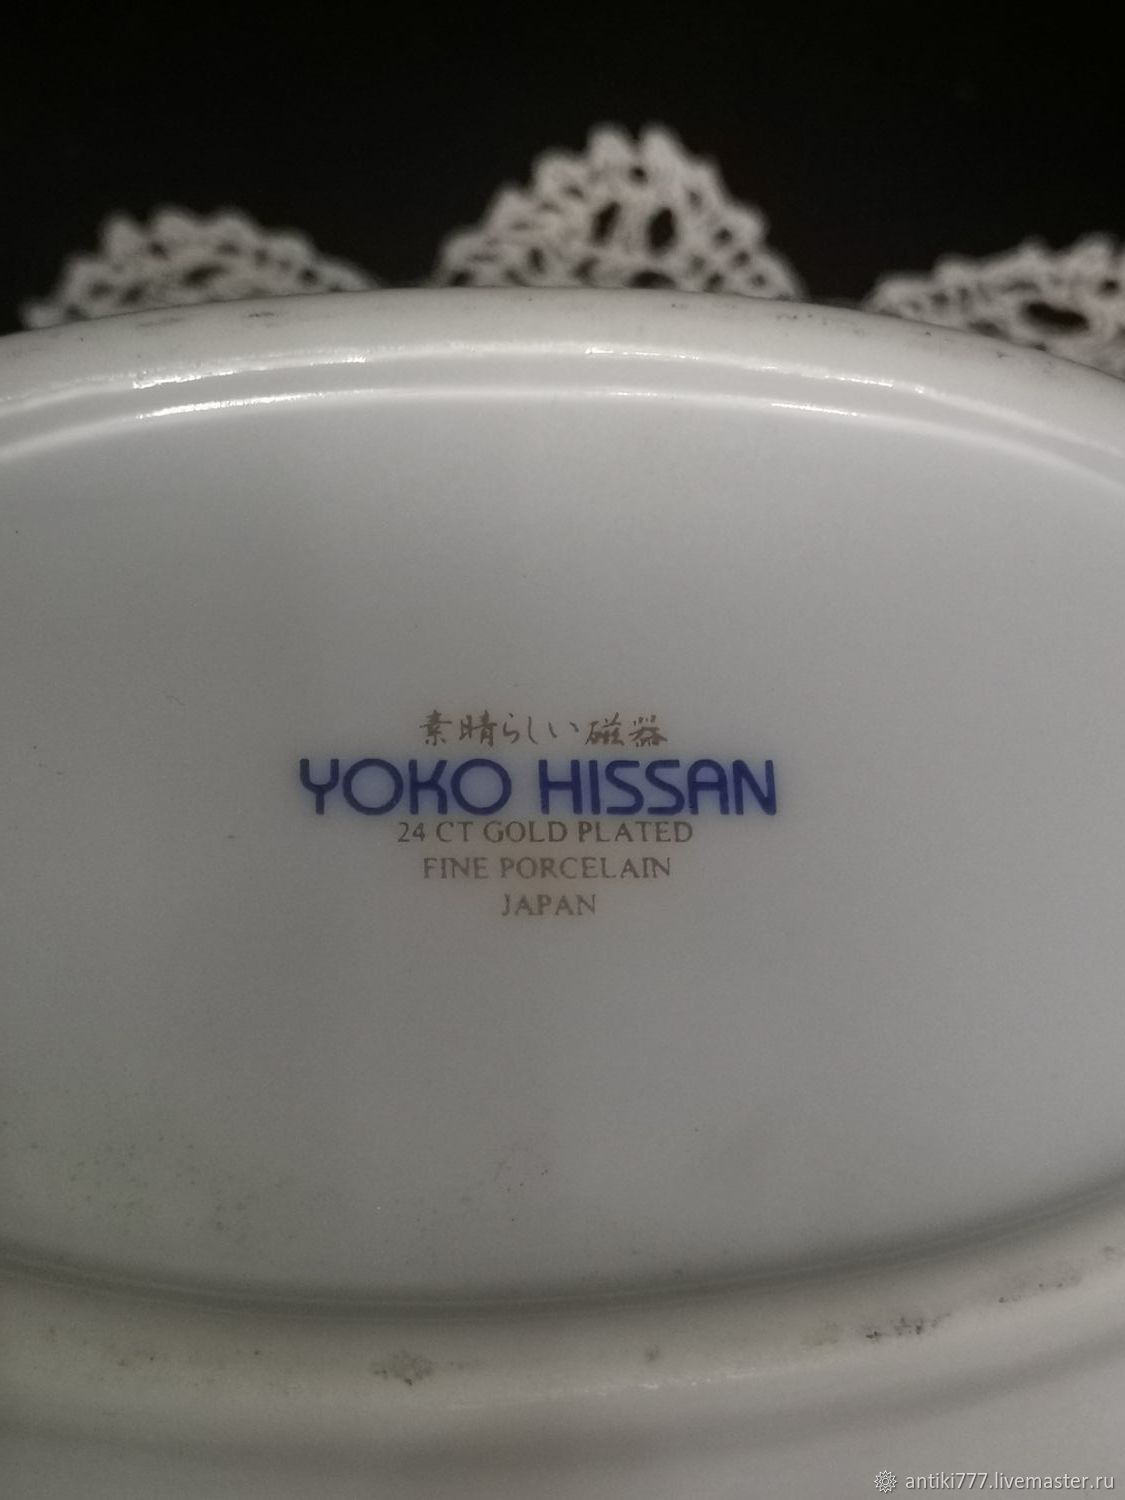 素晴らしい磁器
YOKO HISSAN
24 CT GOLD PLATED
FINE PORCELAIN
JAPAN
antiki777.livemaster.ru